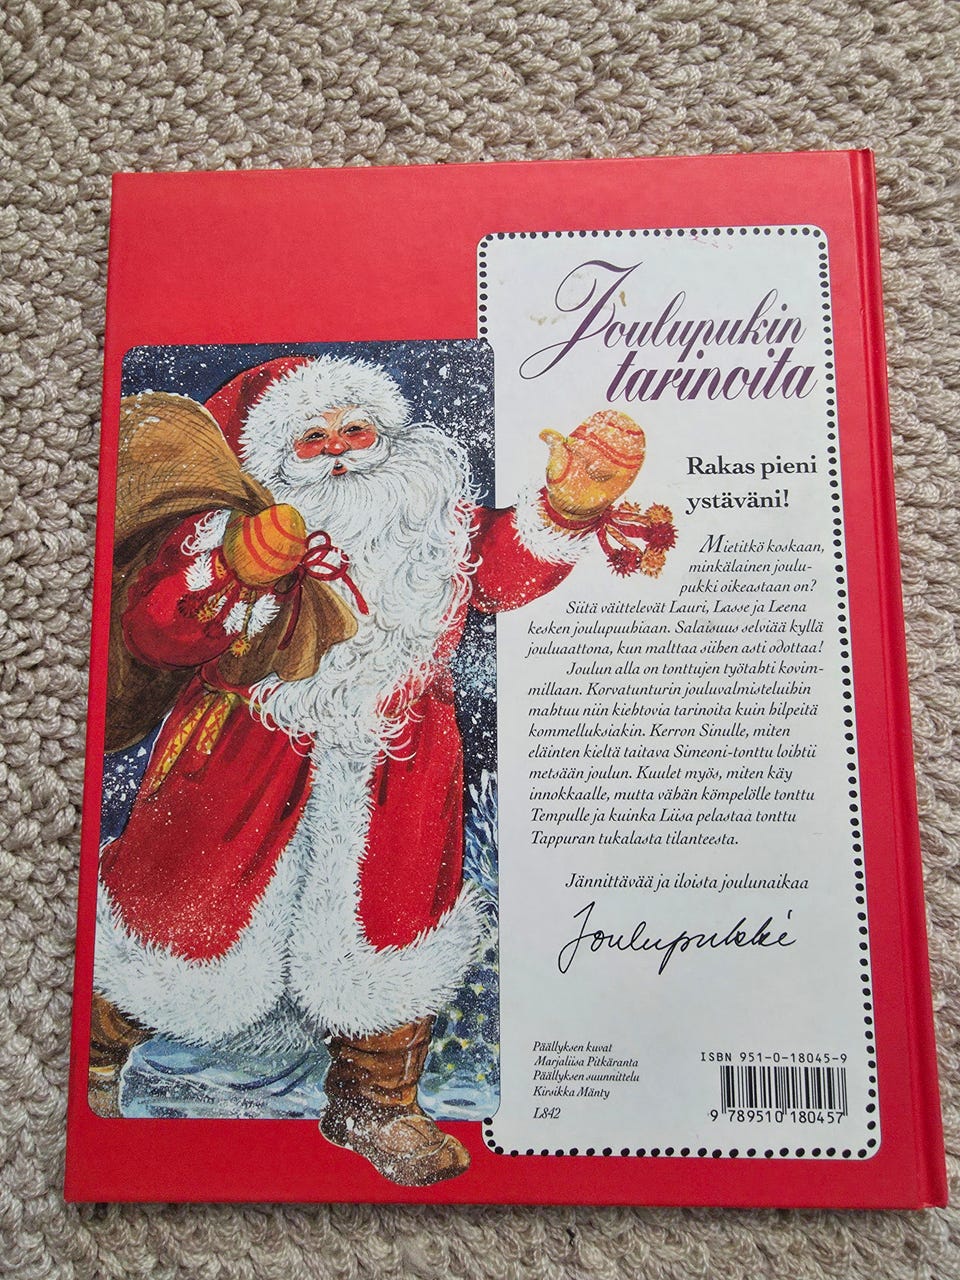 Joulupukin
tarinoita
Rakas pieni
ystäväni!
Mietitkö koskaan,
minkälainen joulu-
pukki oikeastaan on?
Siitä väittelevät Lauri, Lasse ja Leena
kesken joulupuuhiaan. Salaisuus selviää kyllä
jouluaattona, kun malttaa siihen asti odottaa!
Joulun alla on tonttujen työtahti kovim-
millaan. Korvatunturin jouluvalmisteluihin
mahtuu niin kiehtovia tarinoita kuin hilpeitä
kommelluksiakin. Kerron Sinulle, miten
eläinten kieltä taitava Simeoni-tonttu loihtii
metsään joulun. Kuulet myös, miten käy
innokkaalle, mutta vähän kömpelölle tonttu
Tempulle ja kuinka Liisa pelastaa tonttu
Tappuran tukalasta tilanteesta.
Jännittävää ja iloista joulunaikaa
Joulupukki
Päällyksen kuvat
Marjaliisa Pitkäranta
Päällyksen suunnittelu
Kirsikka Mänty
L842
ISBN 951-0-18045-9
9 789510 180457